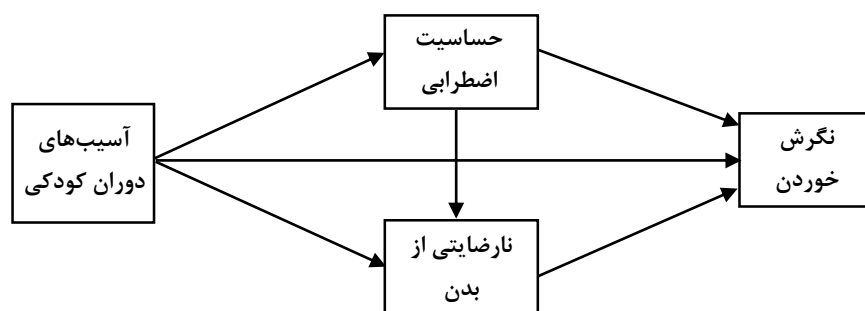 حساسیت
اضطرابی
آسیب‌های
دوران کودکی
نگرش
خوردن
نارضایتی از
بدن